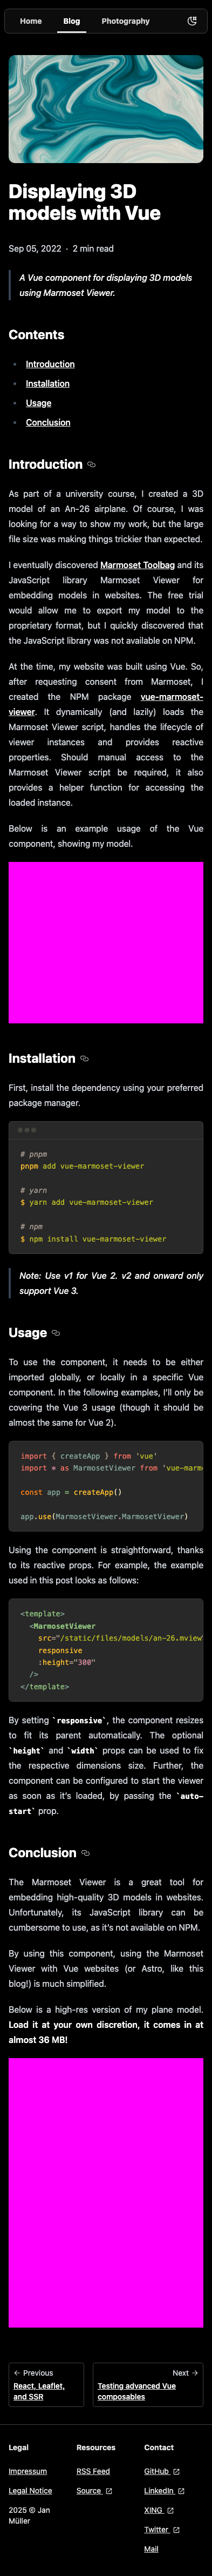 Home Blog Photography
Displaying 3D
models with Vue
Sep 05, 2022 · 2 min read
A Vue component for displaying 3D models
using Marmoset Viewer.
Contents
Introduction
Installation
Usage
Conclusion
Introduction
As part of a university course, I created a 3D
model of an An-26 airplane. Of course, I was
looking for a way to show my work, but the large
file size was making things trickier than expected.
I eventually discovered Marmoset Toolbag and its
JavaScript library Marmoset Viewer for
embedding models in websites. The free trial
would allow me to export my model to the
proprietary format, but I quickly discovered that
the JavaScript library was not available on NPM.
At the time, my website was built using Vue. So,
after requesting consent from Marmoset, I
created the NPM package vue-marmoset-
viewer. It dynamically (and lazily) loads the
Marmoset Viewer script, handles the lifecycle of
viewer instances and provides reactive
properties. Should manual access to the
Marmoset Viewer script be required, it also
provides a helper function for accessing the
loaded instance.
Below is an example usage of the Vue
component, showing my model.
Installation
First, install the dependency using your preferred
package manager.
# pnpm
pnpm add vue-marmoset-viewer
# yarn
$ yarn add vue-marmoset-viewer
# npm
$ npm install vue-marmoset-viewer
Note: Use v1 for Vue 2. v2 and onward only
support Vue 3.
Usage
To use the component, it needs to be either
imported globally, or locally in a specific Vue
component. In the following examples, I'll only be
covering the Vue 3 usage (though it should be
almost the same for Vue 2).
import { createApp } from 'vue'
import * as MarmosetViewer from 'vue-marmo
const app = createApp()
app.use(MarmosetViewer.MarmosetViewer)
Using the component is straightforward, thanks
to its reactive props. For example, the example
used in this post looks as follows:
<template>
<MarmosetViewer
src="/static/files/models/an-26.mview"
responsive
:height="300"
/>
</template>
By setting `responsive`, the component resizes
to fit its parent automatically. The optional
`height` and `width` props can be used to fix
the respective dimensions size. Further, the
component can be configured to start the viewer
as soon as it's loaded, by passing the `auto-
start` prop.
Conclusion
The Marmoset Viewer is a great tool for
embedding high-quality 3D models in websites.
Unfortunately, its JavaScript library can be
cumbersome to use, as it's not available on NPM.
By using this component, using the Marmoset
Viewer with Vue websites (or Astro, like this
blog!) is much simplified.
Below is a high-res version of my plane model.
Load it at your own discretion, it comes in at
almost 36 MB!
← Previous
React, Leaflet,
and SSR
Next →
Testing advanced Vue
composables
Legal
Impressum
Legal Notice
2025 © Jan
Müller
Resources
RSS Feed
Source
Contact
GitHub
LinkedIn
XING
Twitter
Mail